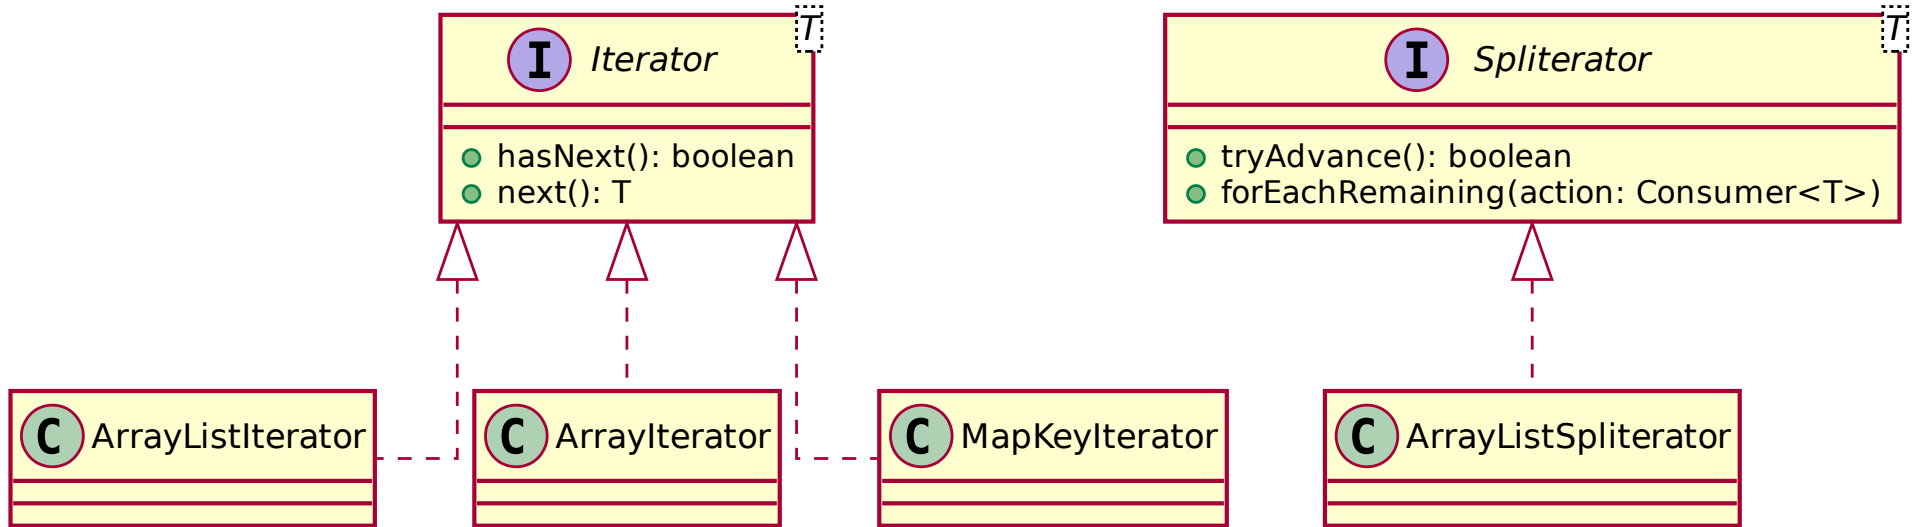 I Iterator T
hasNext(): boolean
next(): T
I Spliterator T
tryAdvance(): boolean
forEachRemaining(action: Consumer<T>)
C ArrayListIterator
C ArrayIterator
C MapKeyIterator
C ArrayListSpliterator